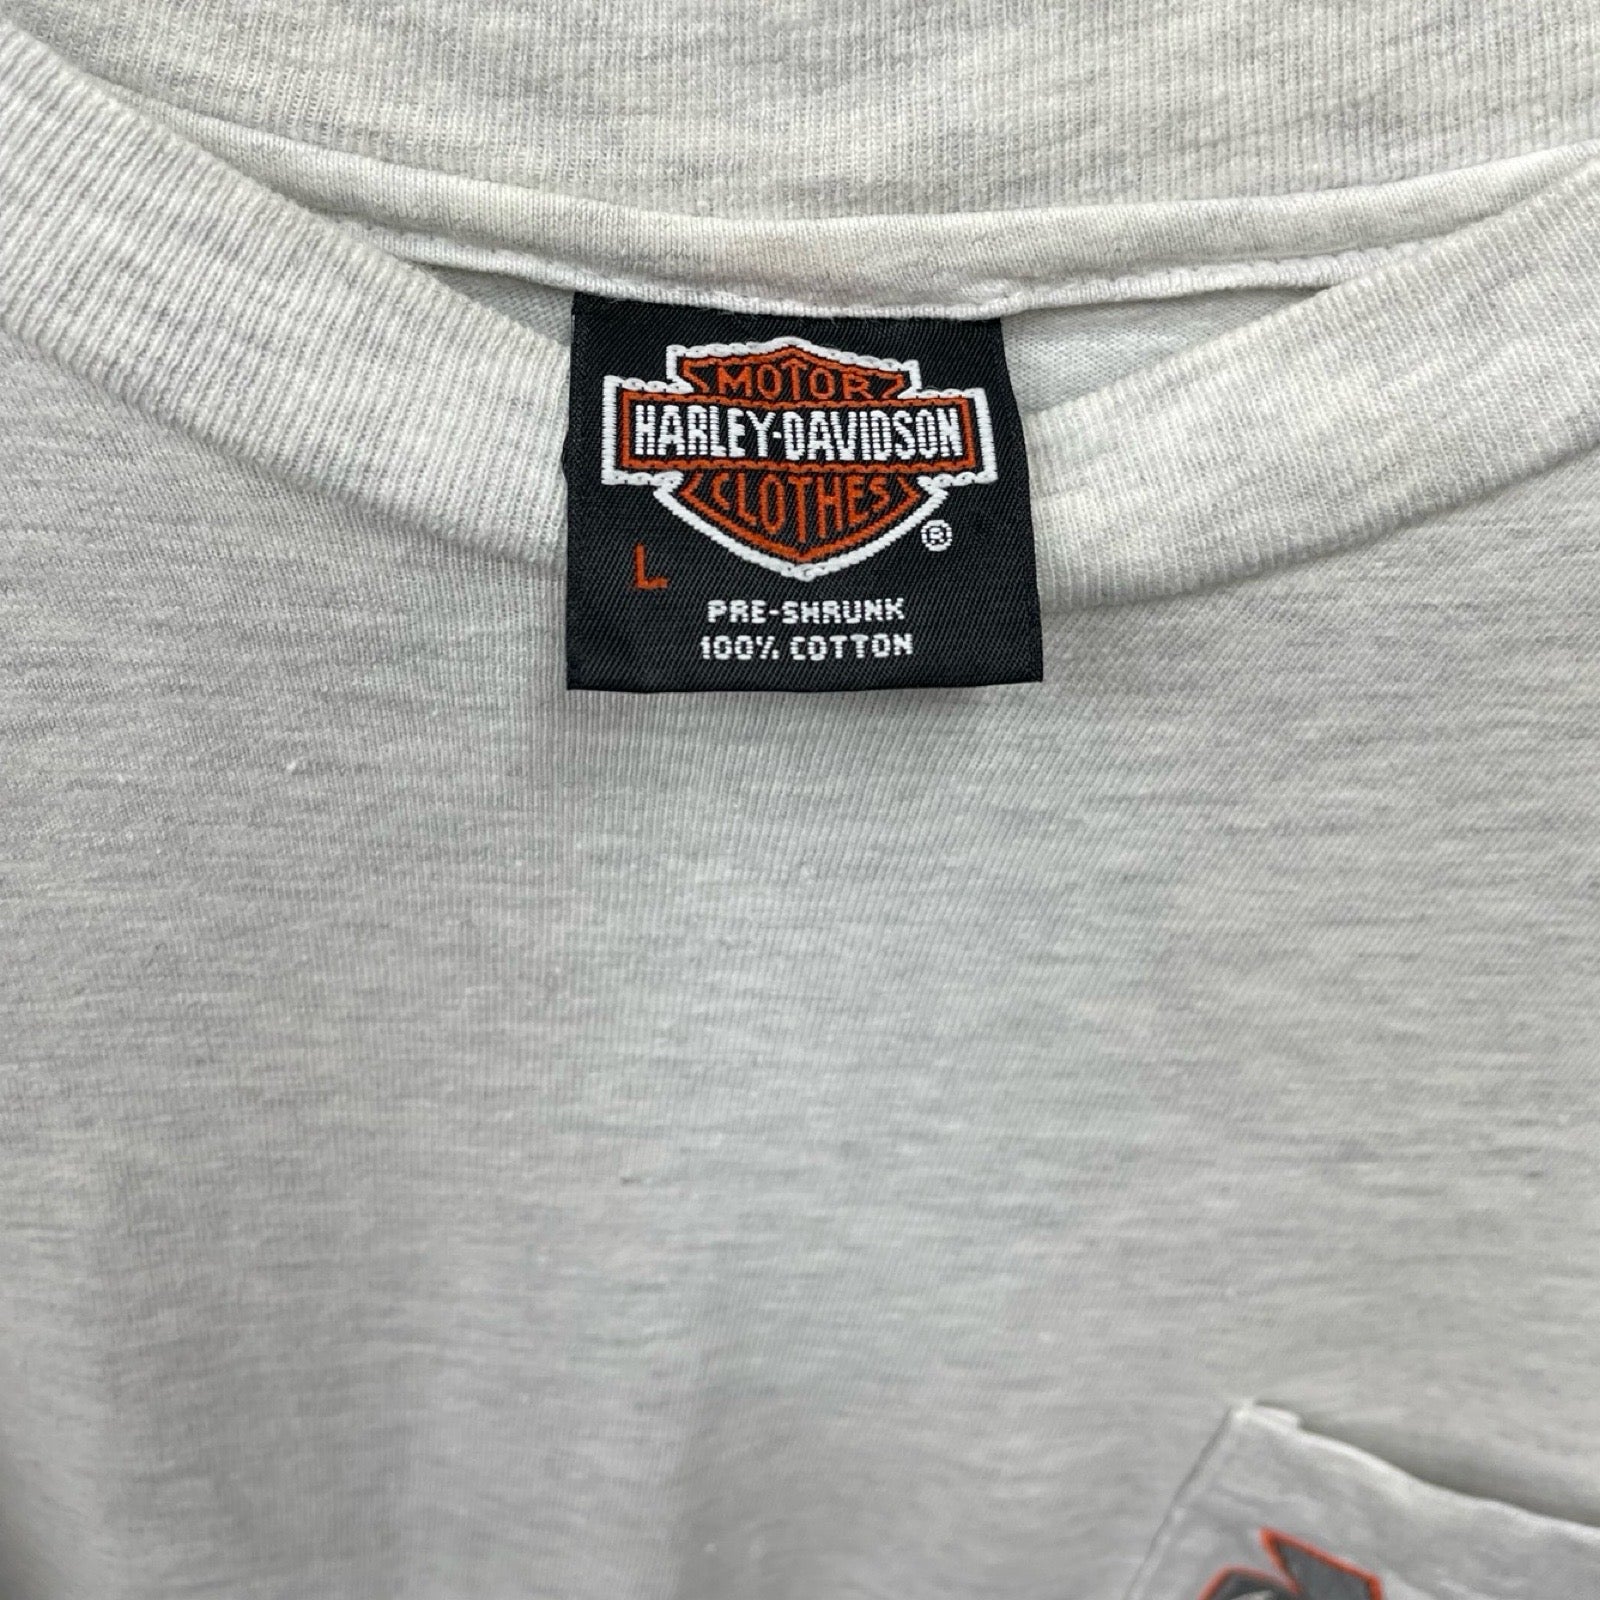 MOTOR
HARLEY-DAVIDSON
CLOTHES
®
L
PRE-SHRUNK
100% COTTON